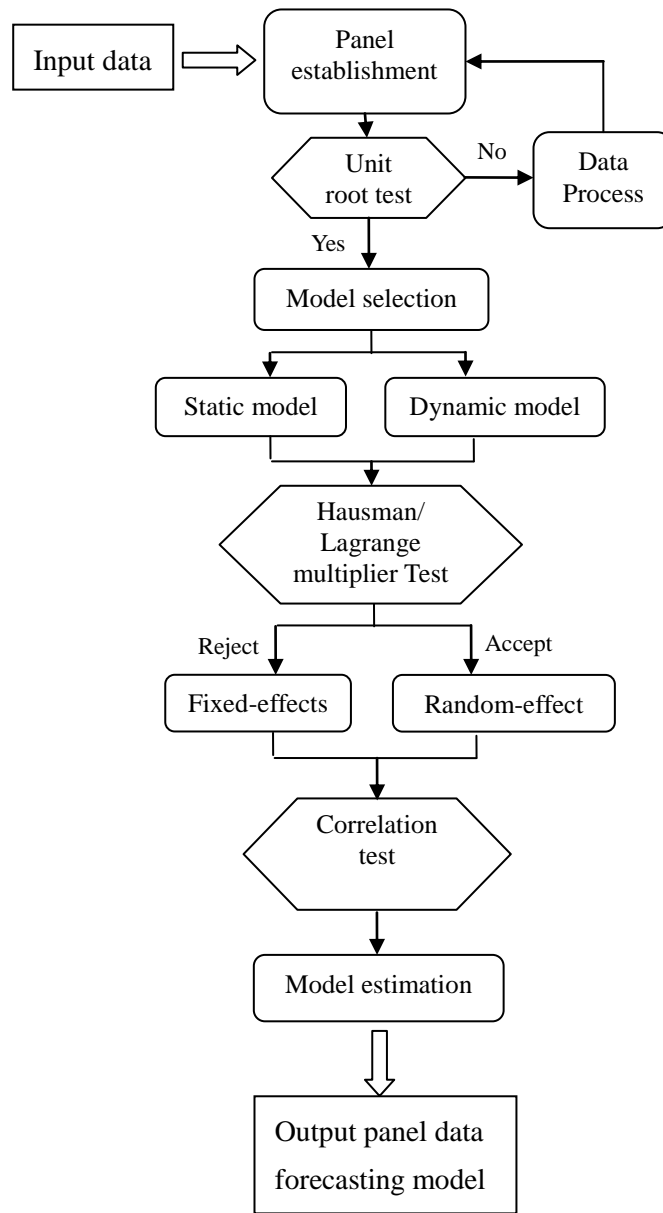 Input data
Panel
establishment
Unit
root test
No
Data
Process
Yes
Model selection
Static model
Dynamic model
Hausman/
Lagrange
multiplier Test
Reject
Accept
Fixed-effects
Random-effect
Correlation
test
Model estimation
Output panel data
forecasting model